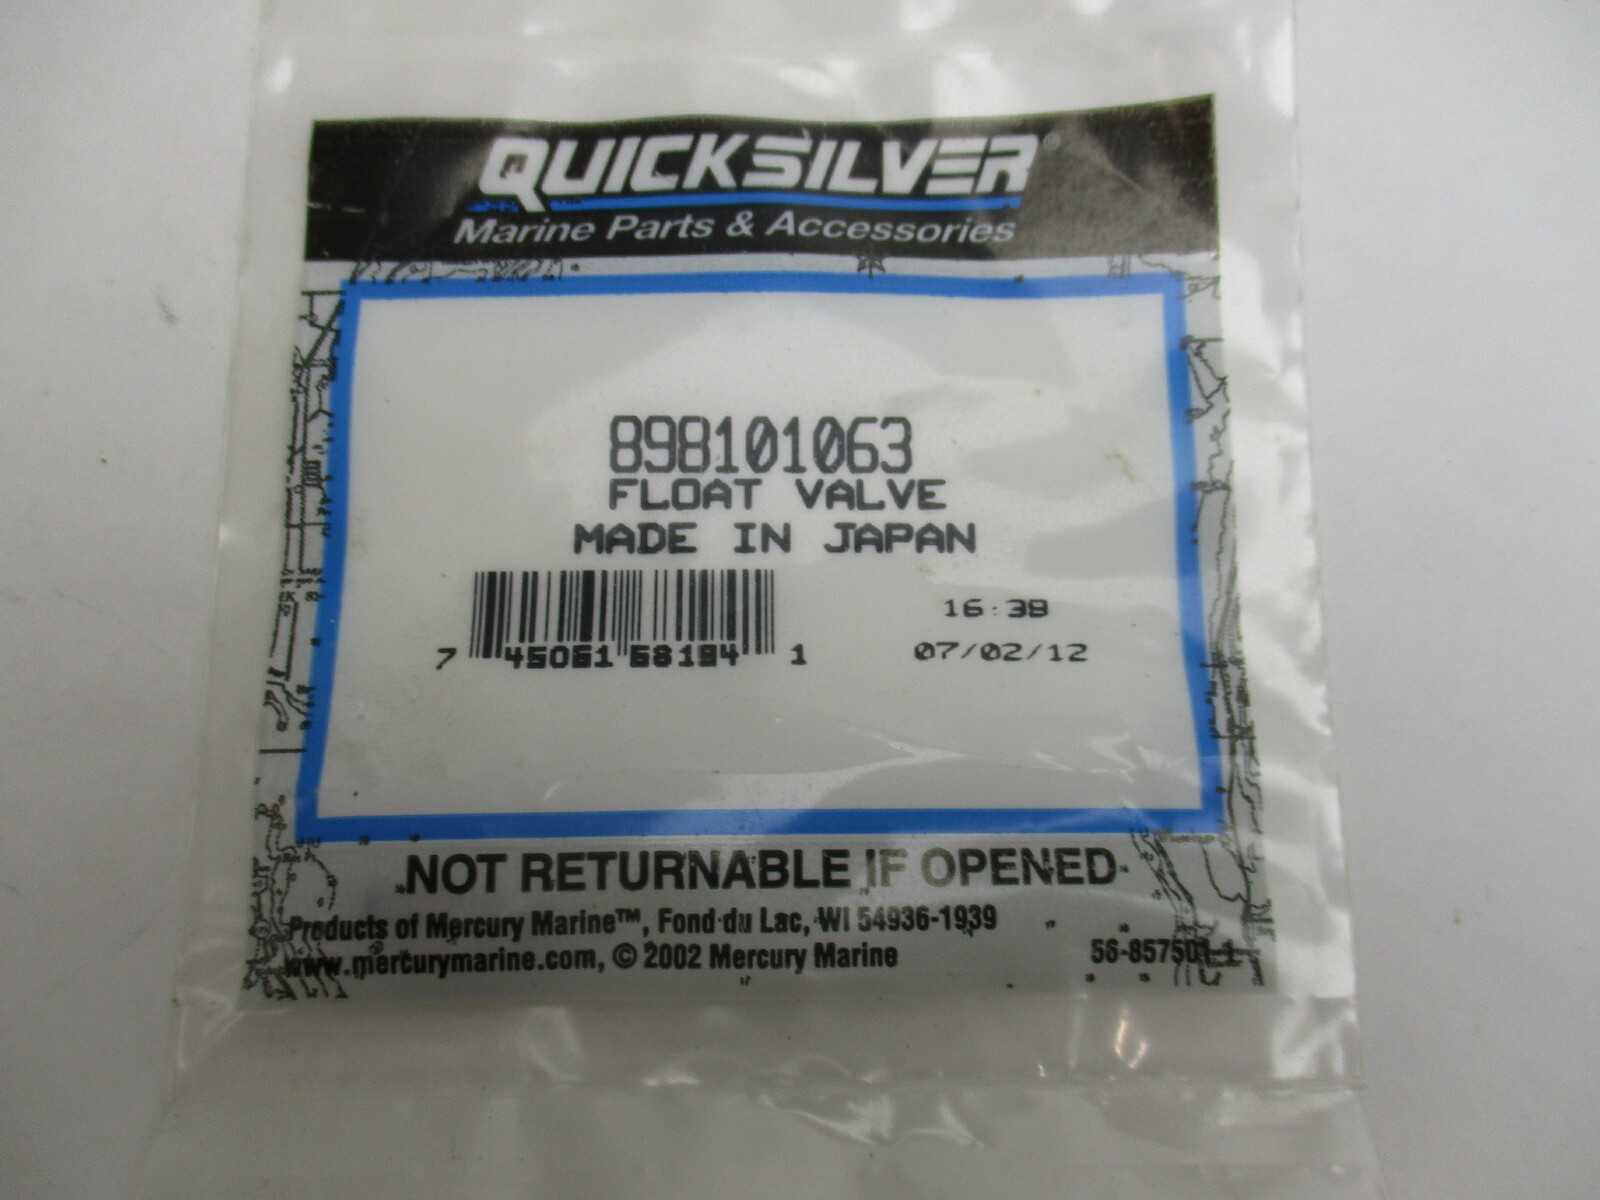 QUICKSILVER®
Marine Parts & Accessories
898101063
FLOAT VALVE
MADE IN JAPAN
7 45061 68194 1
16:38
07/02/12
NOT RETURNABLE IF OPENED
Products of Mercury Marine™, Fond du Lac, WI 54936-1939
www.mercurymarine.com, © 2002 Mercury Marine
56-857501-1